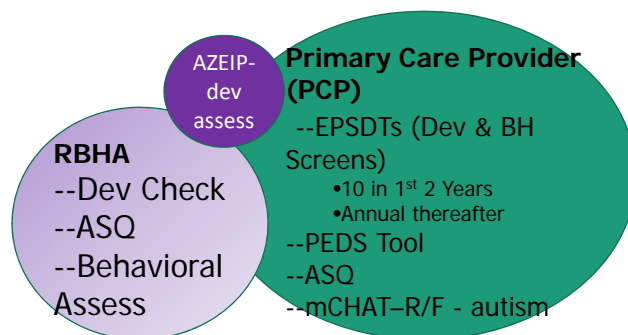 AZEIP-
dev
assess
RBHA
--Dev Check
--ASQ
--Behavioral
Assess
Primary Care Provider
(PCP)
--EPSDTs (Dev & BH
Screens)
•10 in 1st 2 Years
•Annual thereafter
--PEDS Tool
--ASQ
--mCHAT–R/F - autism